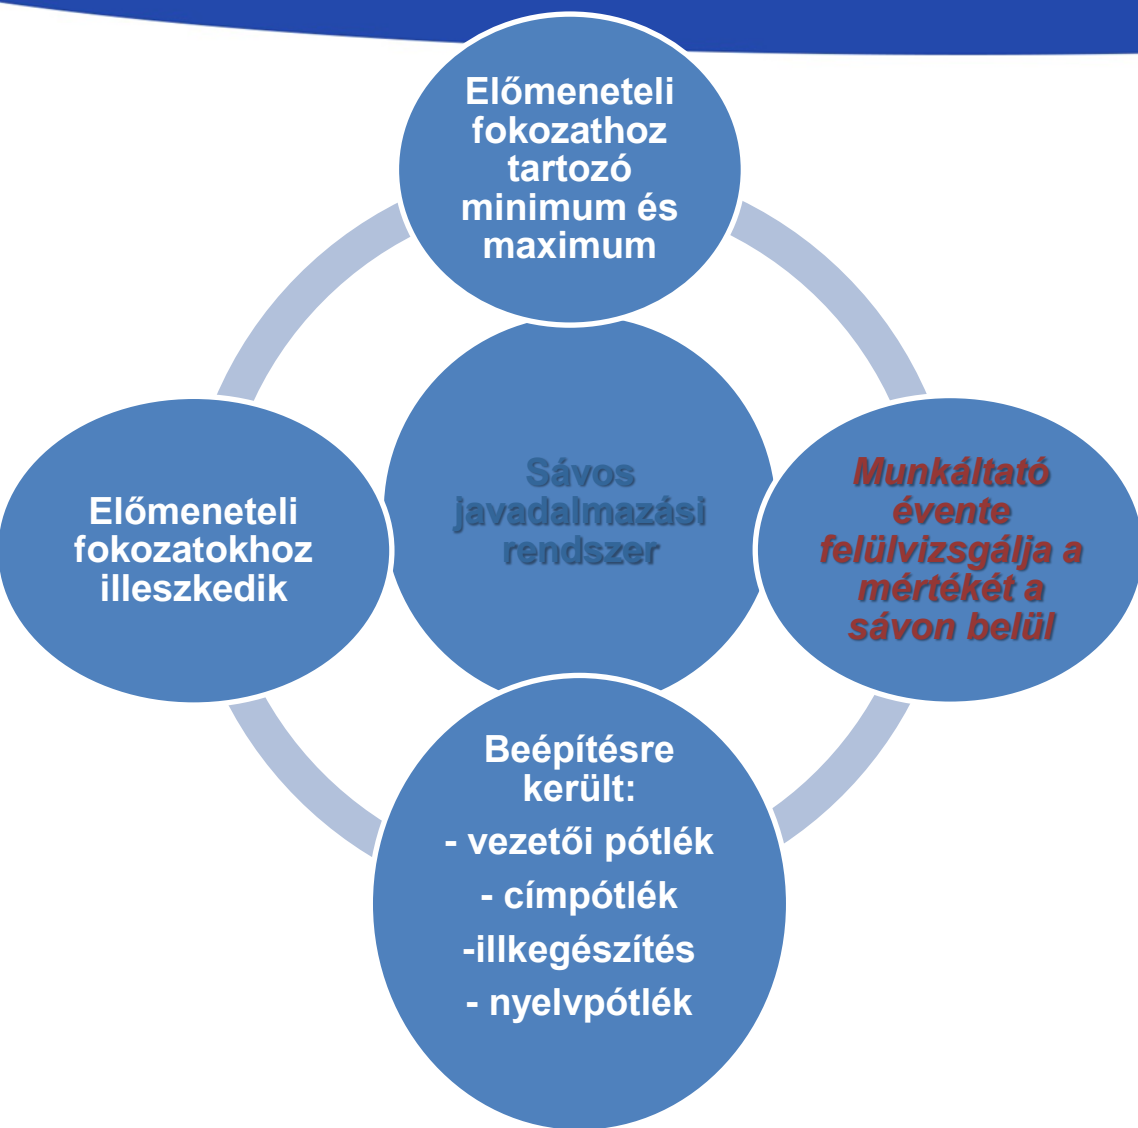 Előmeneteli
fokozathoz
tartozó
minimum és
maximum
Sávos
javadalmazási
rendszer
Munkáltató
évente
felülvizsgálja a
mértékét a
sávon belül
Előmeneteli
fokozatokhoz
illeszkedik
Beépítésre
került:
- vezetői pótlék
- címpótlék
-illkegészítés
- nyelvpótlék